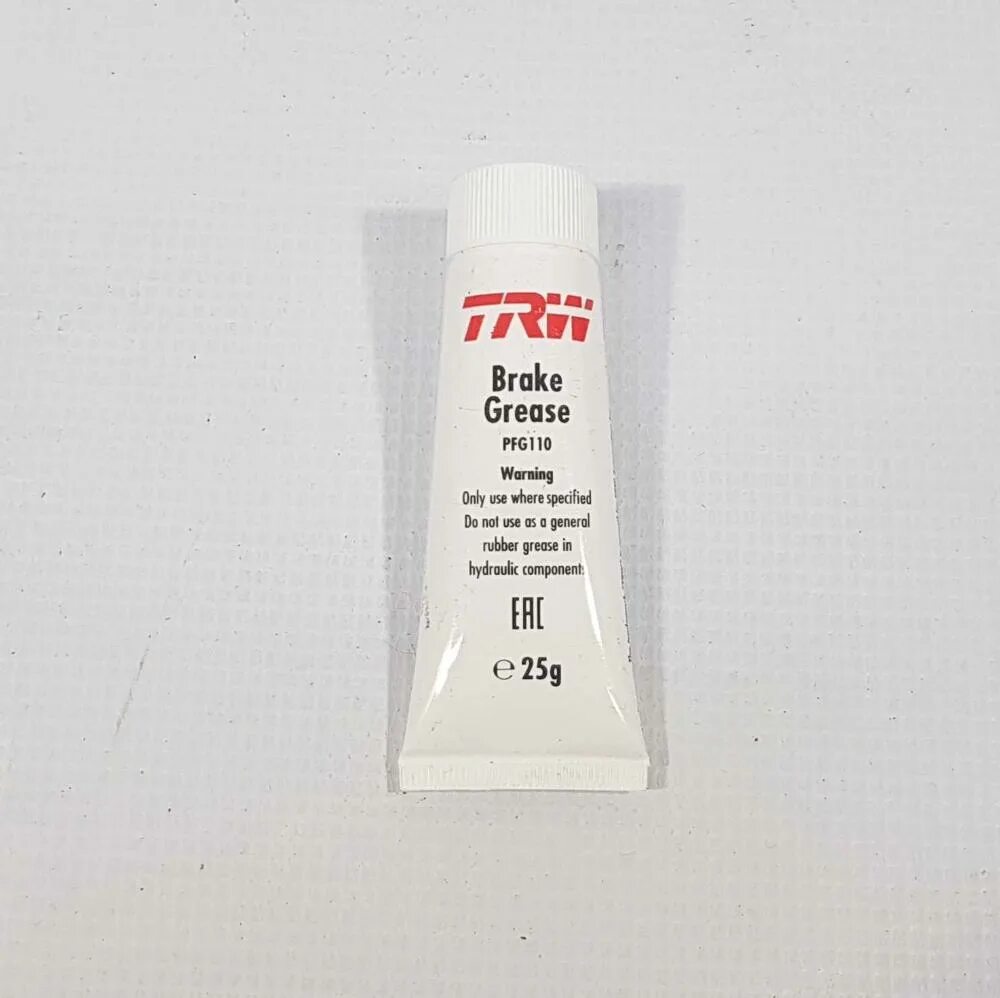 TRW
Brake
Grease
PFG110
Warning
Only use where specified
Do not use as a general
rubber grease in
hydraulic components
EAC
℮ 25g